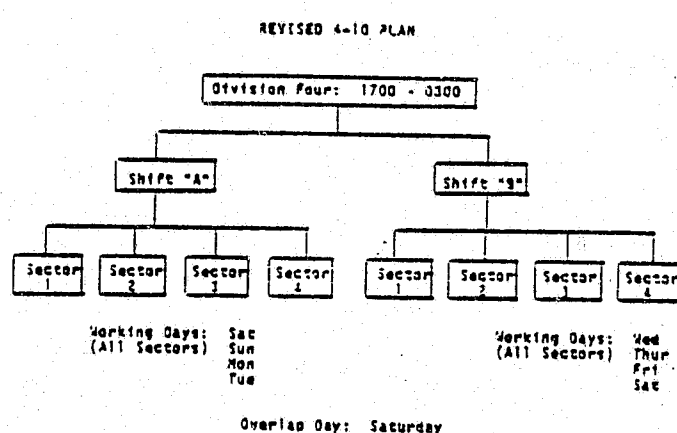 REVISED 4-10 PLAN
Division Four: 1700 - 0300
Shift "A"
Shift "B"
Sector 1
Sector 2
Sector 3
Sector 4
Sector 1
Sector 2
Sector 3
Sector 4
Working Days: Sat
(All Sectors) Sun
Mon
Tue
Working Days: Wed
(All Sectors) Thur
Fri
Sat
Overlap Day: Saturday